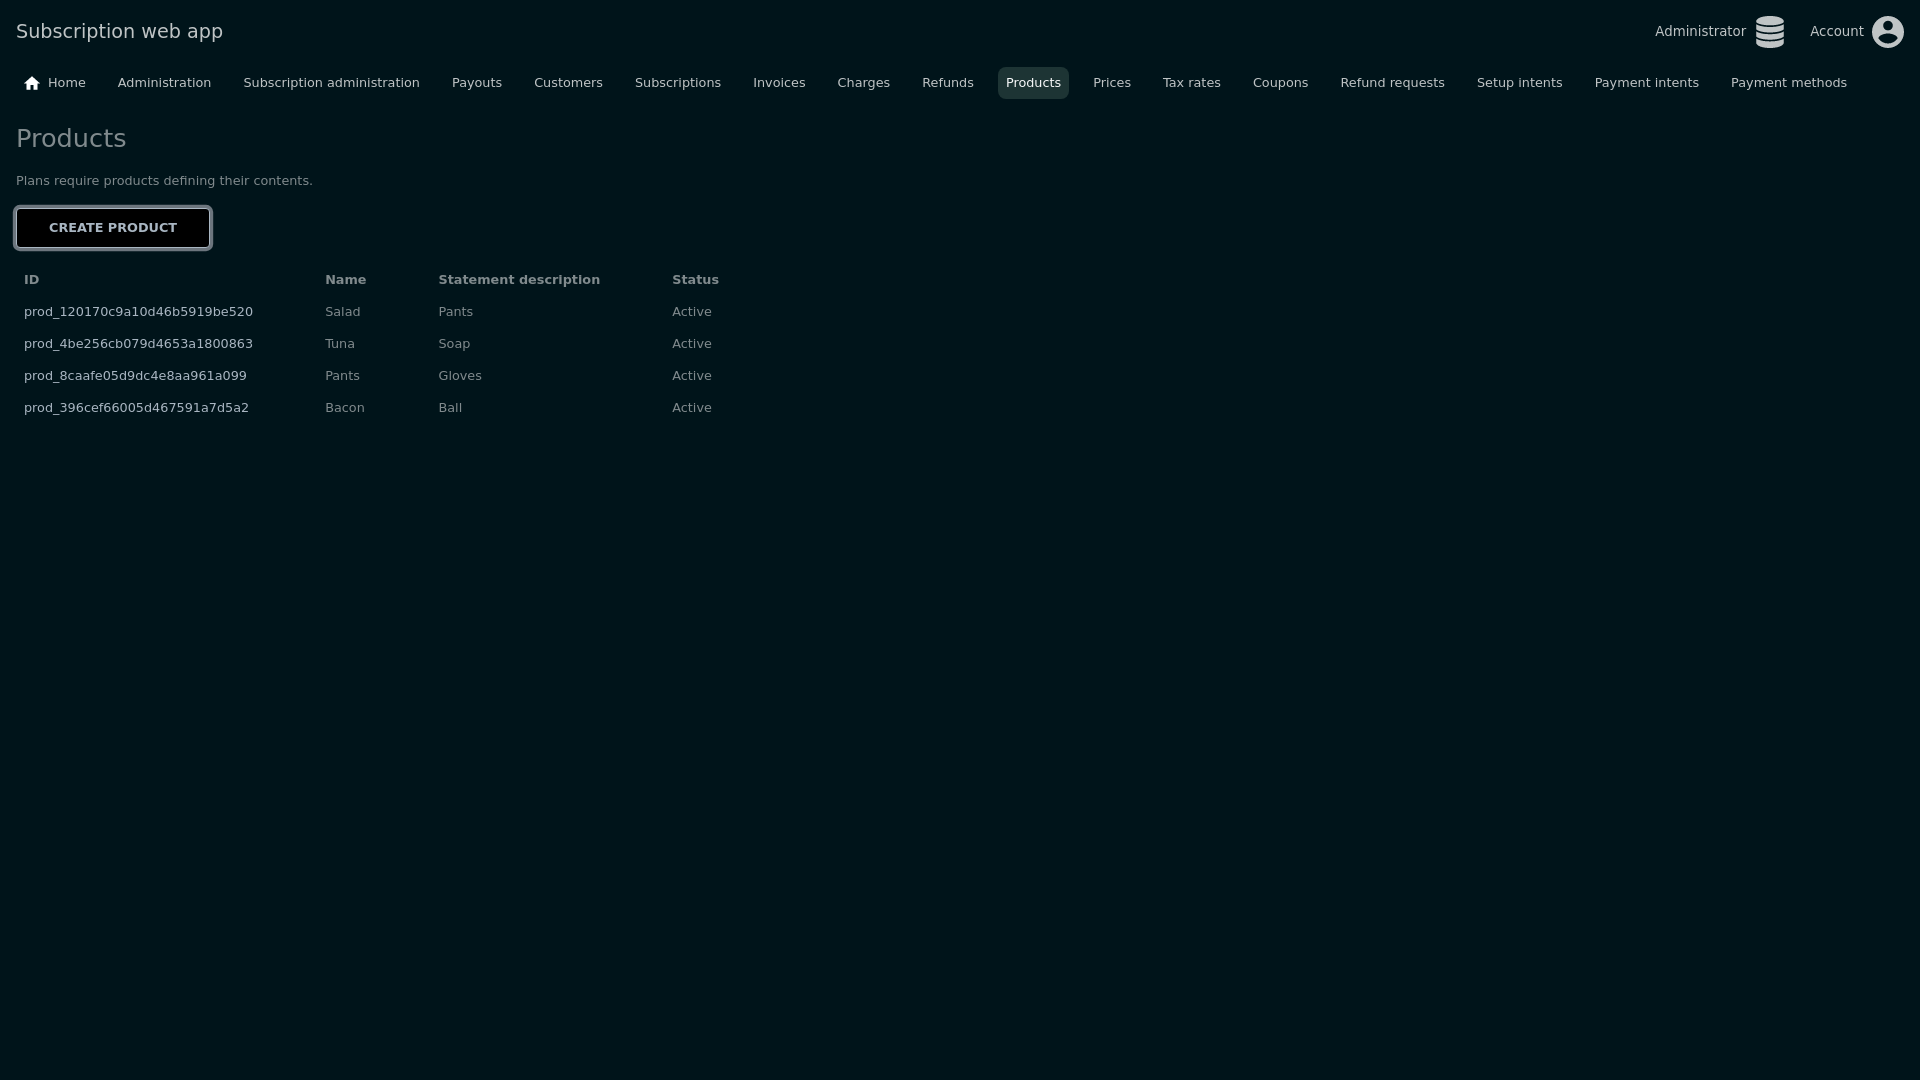 Subscription web app
Administrator
Account
Home Administration Subscription administration Payouts Customers Subscriptions Invoices Charges Refunds Products Prices Tax rates Coupons Refund requests Setup intents Payment intents Payment methods
Products
Plans require products defining their contents.
CREATE PRODUCT
ID Name Statement description Status
prod_120170c9a10d46b5919be520 Salad Pants Active
prod_4be256cb079d4653a1800863 Tuna Soap Active
prod_8caafe05d9dc4e8aa961a099 Pants Gloves Active
prod_396cef66005d467591a7d5a2 Bacon Ball Active